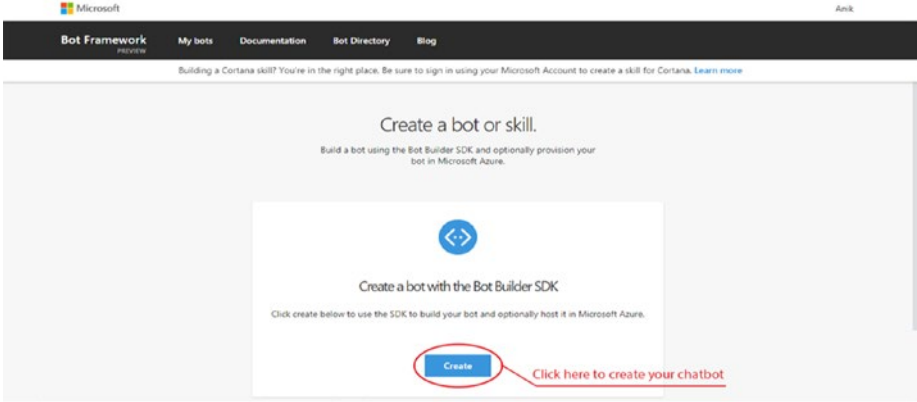 Microsoft
Anik
Bot Framework
PREVIEW
My bots
Documentation
Bot Directory
Blog
Building a Cortana skill? You're in the right place. Be sure to sign in using your Microsoft Account to create a skill for Cortana. Learn more
Create a bot or skill.
Build a bot using the Bot Builder SDK and optionally provision your
bot in Microsoft Azure.
Create a bot with the Bot Builder SDK
Click create below to use the SDK to build your bot and optionally host it in Microsoft Azure.
Create
Click here to create your chatbot